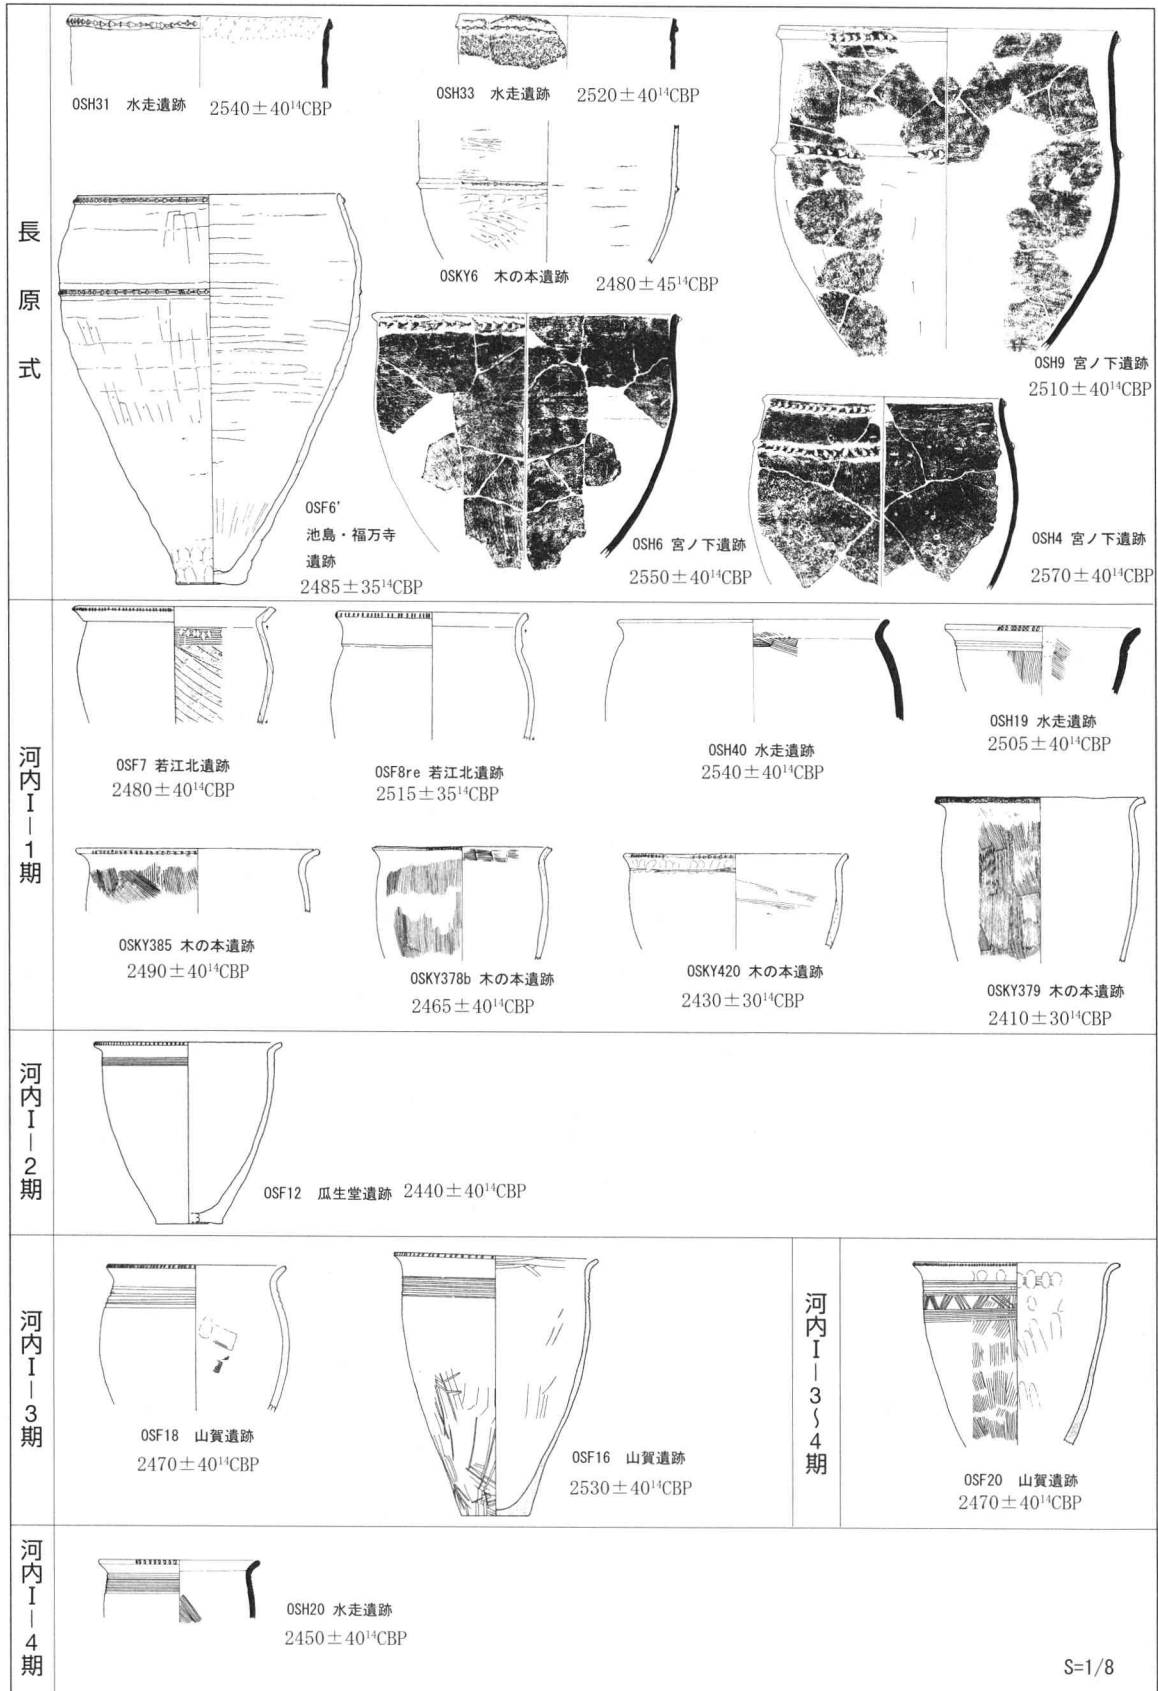 長原式
OSH31 水走遺跡 2540±40¹⁴CBP
OSH33 水走遺跡 2520±40¹⁴CBP
OSKY6 木の本遺跡 2480±45¹⁴CBP
OSH9 宮ノ下遺跡
2510±40¹⁴CBP
OSF6'
池島・福万寺
遺跡
2485±35¹⁴CBP
OSH6 宮ノ下遺跡
2550±40¹⁴CBP
OSH4 宮ノ下遺跡
2570±40¹⁴CBP
河内Ⅰ－1期
OSF7 若江北遺跡
2480±40¹⁴CBP
OSF8re 若江北遺跡
2515±35¹⁴CBP
OSH40 水走遺跡
2540±40¹⁴CBP
OSH19 水走遺跡
2505±40¹⁴CBP
OSKY385 木の本遺跡
2490±40¹⁴CBP
OSKY378b 木の本遺跡
2465±40¹⁴CBP
OSKY420 木の本遺跡
2430±30¹⁴CBP
OSKY379 木の本遺跡
2410±30¹⁴CBP
河内Ⅰ－2期
OSF12 瓜生堂遺跡 2440±40¹⁴CBP
河内Ⅰ－3期
OSF18 山賀遺跡
2470±40¹⁴CBP
OSF16 山賀遺跡
2530±40¹⁴CBP
河内Ⅰ－3～4期
OSF20 山賀遺跡
2470±40¹⁴CBP
河内Ⅰ－4期
OSH20 水走遺跡
2450±40¹⁴CBP
S=1/8